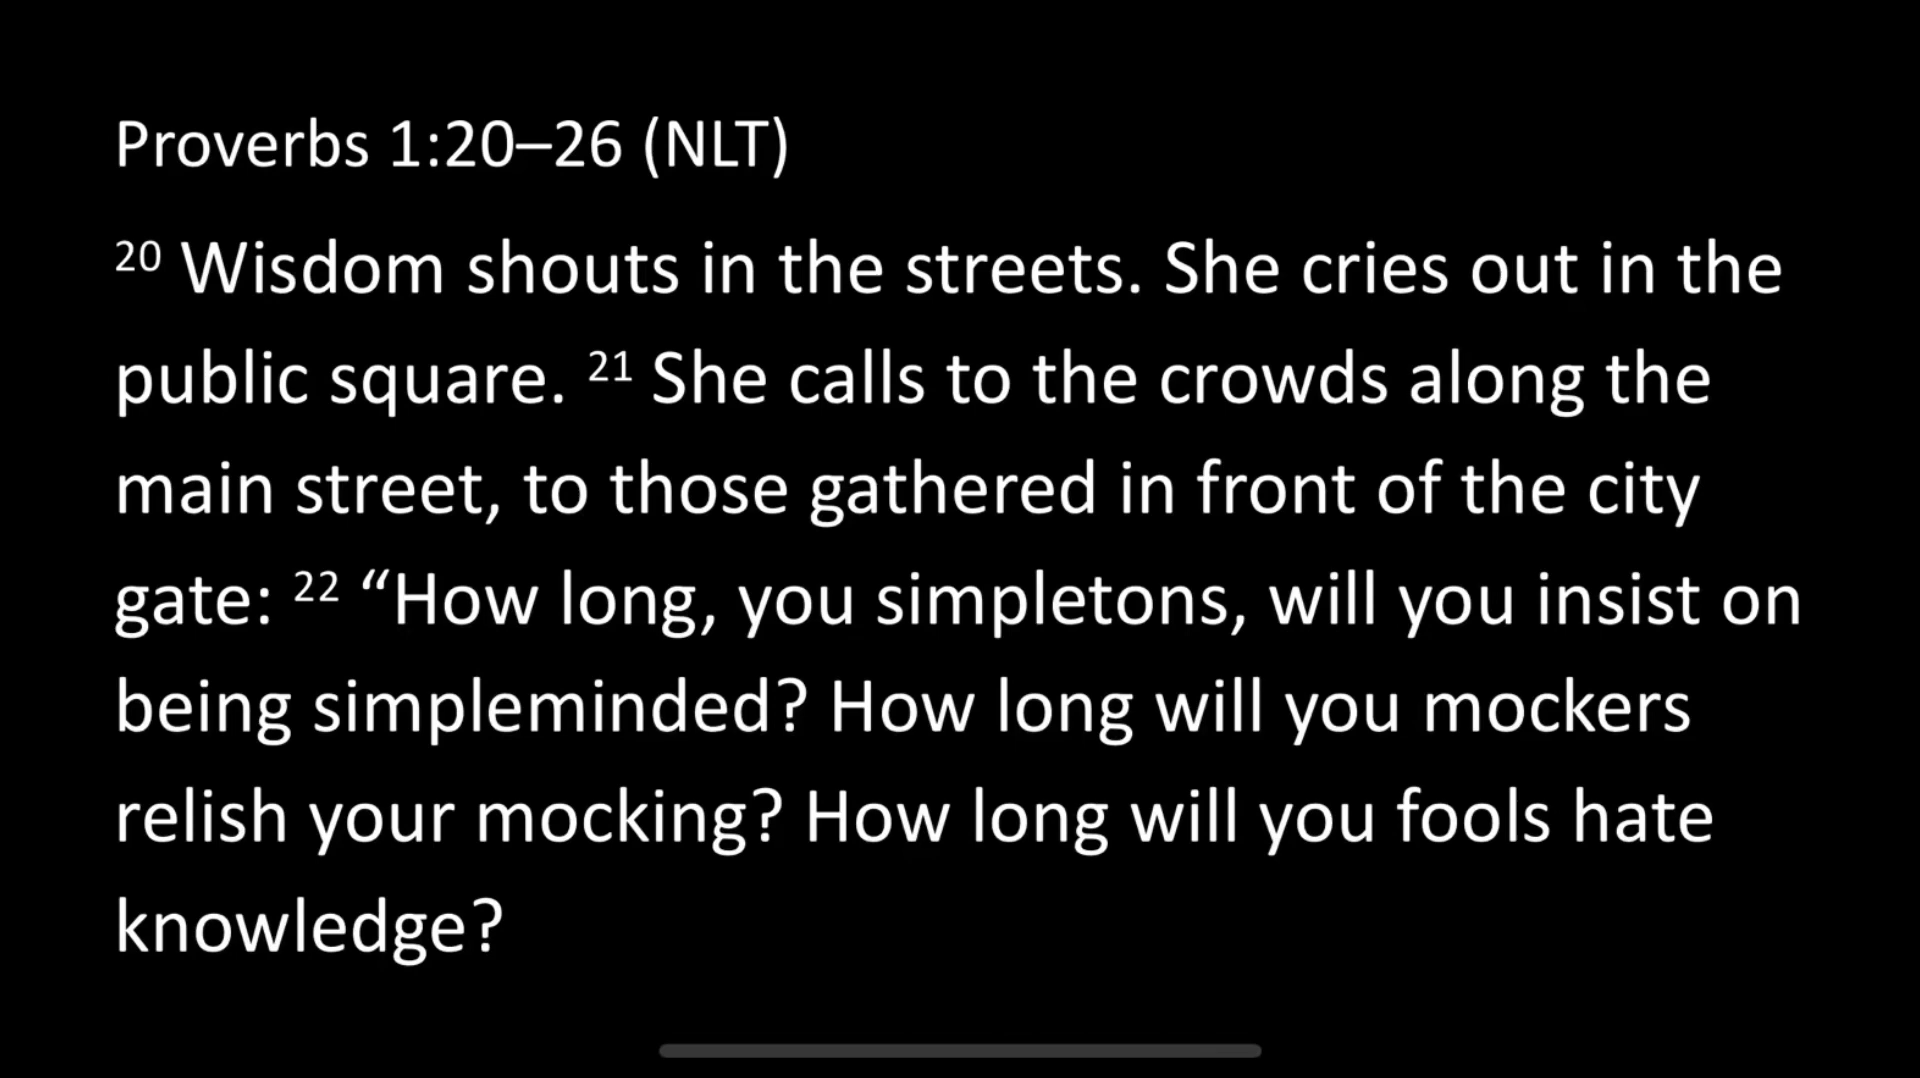 Proverbs 1:20–26 (NLT)
20 Wisdom shouts in the streets. She cries out in the
public square. 21 She calls to the crowds along the
main street, to those gathered in front of the city
gate: 22 “How long, you simpletons, will you insist on
being simpleminded? How long will you mockers
relish your mocking? How long will you fools hate
knowledge?